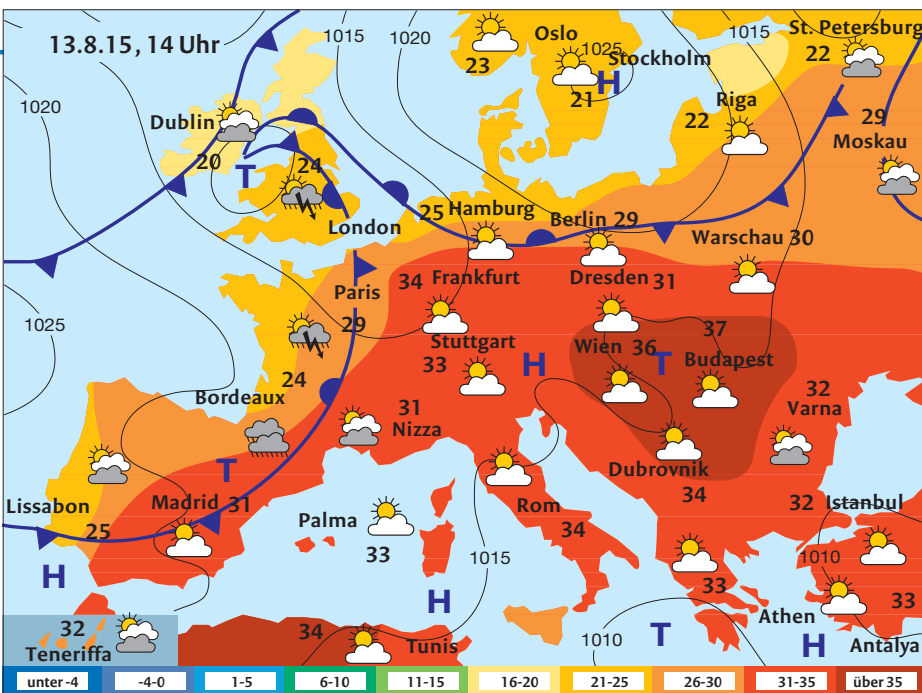 13.8.15, 14 Uhr
1015
1020
Oslo
23
1025
Stockholm
H
21
St. Petersburg
22
1015
Riga
22
29
Moskau
1020
Dublin
20
T
24
London
25 Hamburg
Berlin 29
Warschau 30
34 Frankfurt
Dresden 31
Paris
29
1025
Stuttgart
33
H
Wien 36
37
T
Budapest
24
Bordeaux
31
Nizza
32
Varna
T
Dubrovnik
34
Lissabon
25
Madrid 31
Palma
33
Rom
34
32 Istanbul
1015
1010
33
H
H
33
32
Teneriffa
34
Tunis
1010
T
Athen
H
Antalya
unter -4
-4-0
1-5
6-10
11-15
16-20
21-25
26-30
31-35
über 35